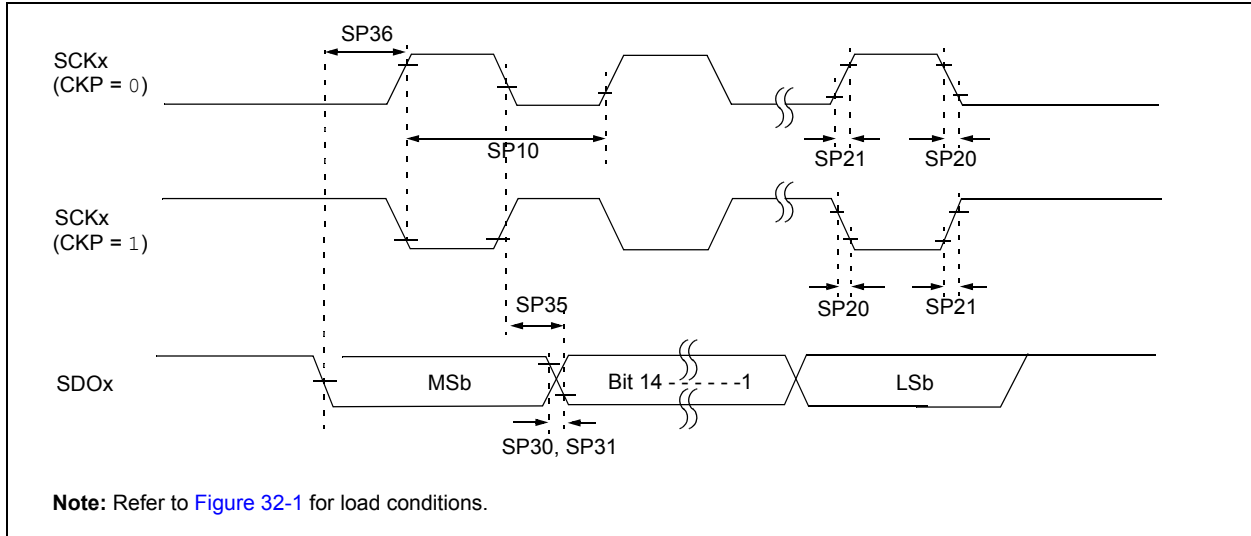 SP36
SCKx
(CKP = 0)
SP10
SP21
SP20
SCKx
(CKP = 1)
SP35
SP20
SP21
SDOx
MSb
Bit 14 - - - - - -1
LSb
SP30, SP31
Note: Refer to Figure 32-1 for load conditions.